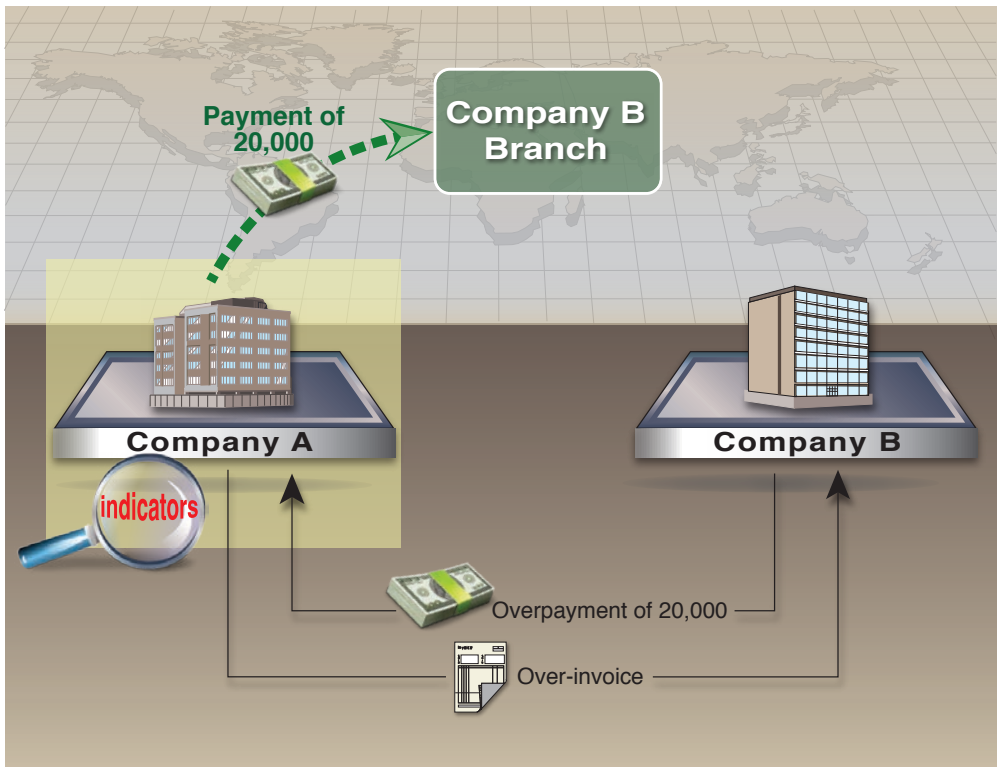 Payment of
20,000
Company B
Branch
Company A
Company B
indicators
Overpayment of 20,000
Over-invoice